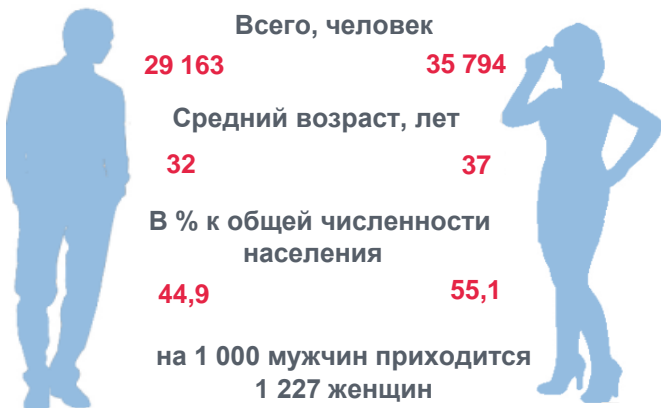 Всего, человек
29 163 35 794
Средний возраст, лет
32 37
В % к общей численности
населения
44,9 55,1
на 1 000 мужчин приходится
1 227 женщин